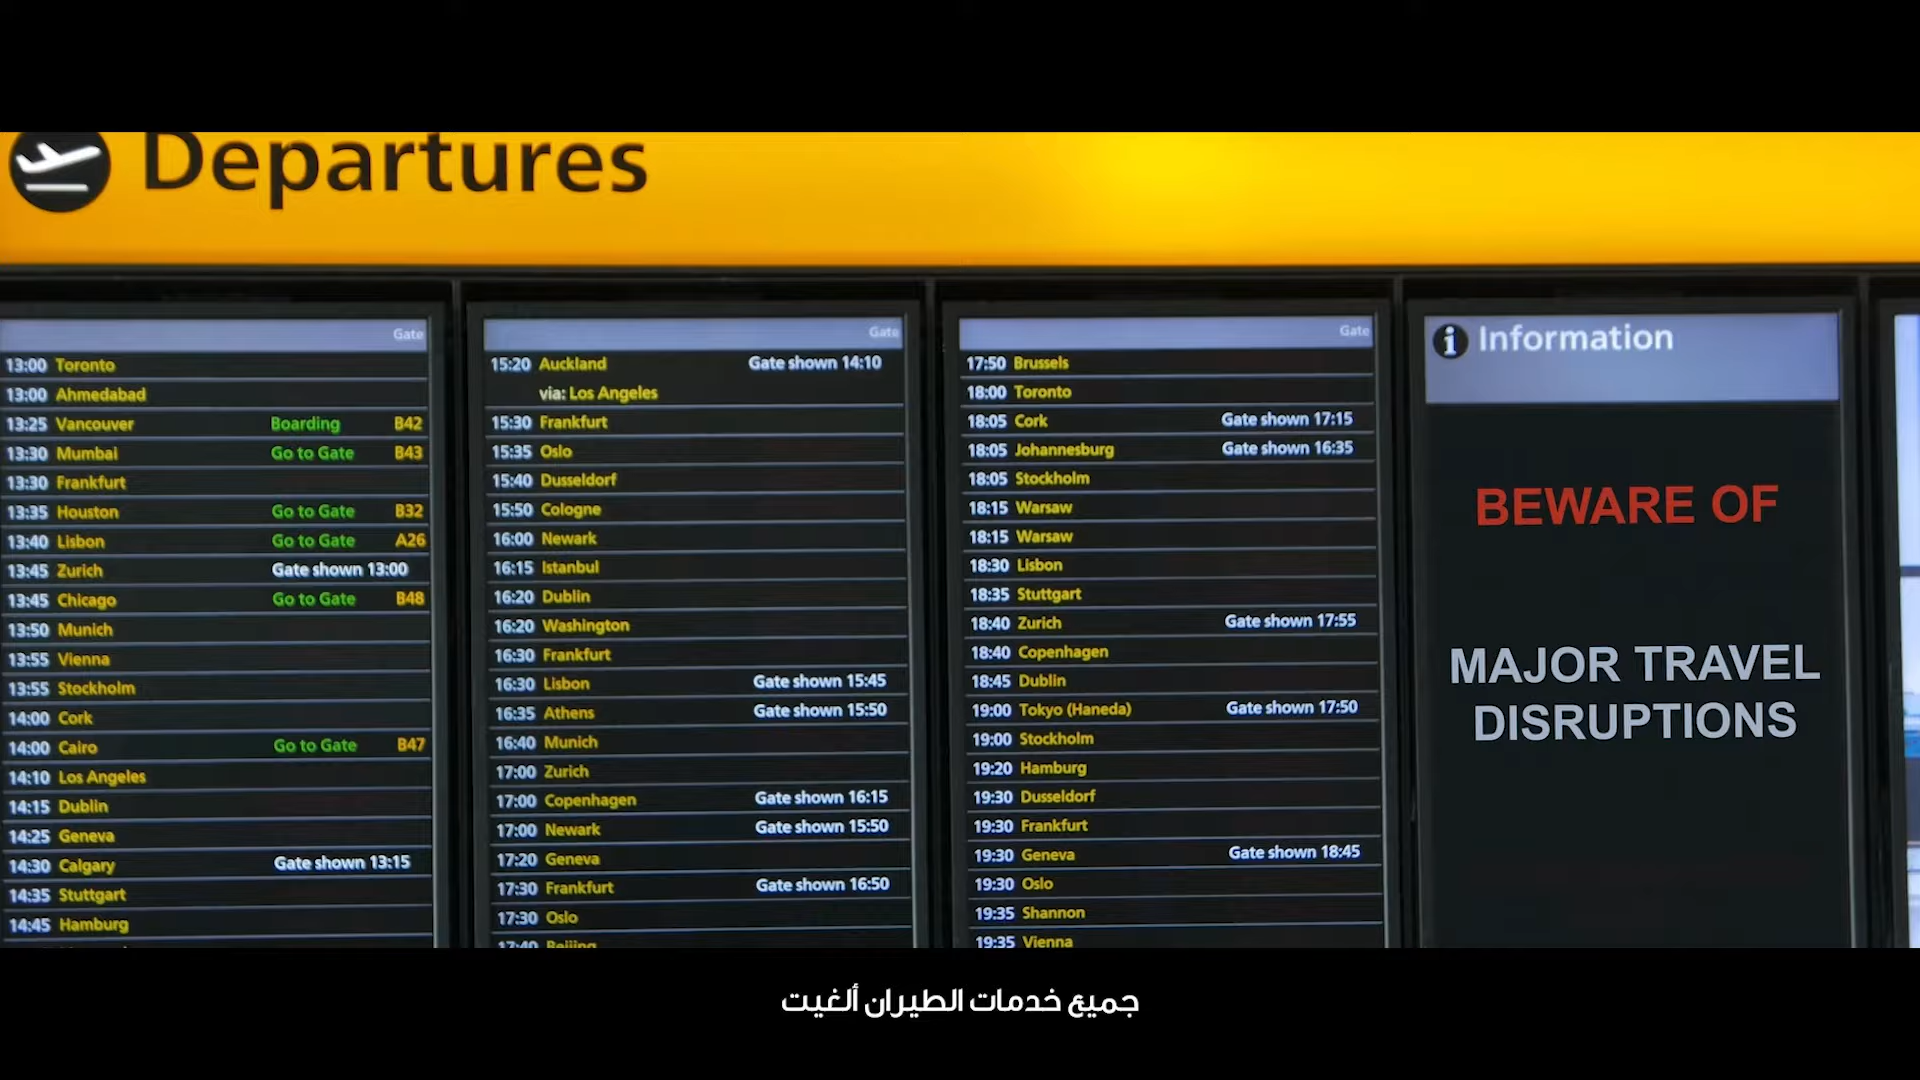 Departures
Gate
13:00 Toronto
13:00 Ahmedabad
13:25 Vancouver Boarding B42
13:30 Mumbai Go to Gate B43
13:30 Frankfurt
13:35 Houston Go to Gate B32
13:40 Lisbon Go to Gate A26
13:45 Zurich Gate shown 13:00
13:45 Chicago Go to Gate B48
13:50 Munich
13:55 Vienna
13:55 Stockholm
14:00 Cork
14:00 Cairo Go to Gate B47
14:10 Los Angeles
14:15 Dublin
14:25 Geneva
14:30 Calgary Gate shown 13:15
14:35 Stuttgart
14:45 Hamburg
Gate
15:20 Auckland Gate shown 14:10
via: Los Angeles
15:30 Frankfurt
15:35 Oslo
15:40 Dusseldorf
15:50 Cologne
16:00 Newark
16:15 Istanbul
16:20 Dublin
16:20 Washington
16:30 Frankfurt
16:30 Lisbon Gate shown 15:45
16:35 Athens Gate shown 15:50
16:40 Munich
17:00 Zurich
17:00 Copenhagen Gate shown 16:15
17:00 Newark Gate shown 15:50
17:20 Geneva
17:30 Frankfurt Gate shown 16:50
17:30 Oslo
17:40 Beijing
Gate
17:50 Brussels
18:00 Toronto
18:05 Cork Gate shown 17:15
18:05 Johannesburg Gate shown 16:35
18:05 Stockholm
18:15 Warsaw
18:15 Warsaw
18:30 Lisbon
18:35 Stuttgart
18:40 Zurich Gate shown 17:55
18:40 Copenhagen
18:45 Dublin
19:00 Tokyo (Haneda) Gate shown 17:50
19:00 Stockholm
19:20 Hamburg
19:30 Dusseldorf
19:30 Frankfurt
19:30 Geneva Gate shown 18:45
19:30 Oslo
19:35 Shannon
19:35 Vienna
i Information
BEWARE OF
MAJOR TRAVEL
DISRUPTIONS
جميع خدمات الطيران ألغيت